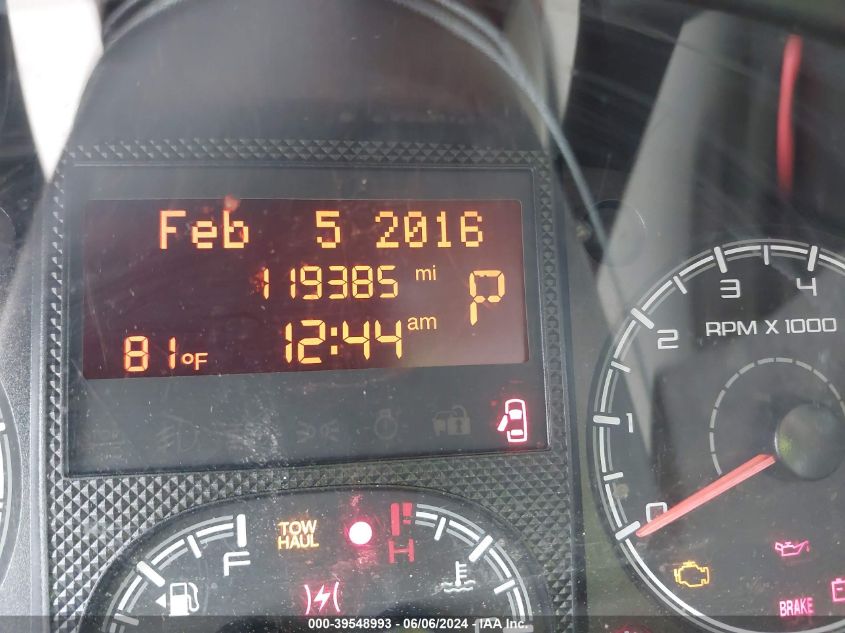 Feb 5 2016
119385 mi
P
12:44 am
81°F
3 4
RPM X 1000
2
1
0
F
TOW
HAUL
H
BRAKE
000-39548993 - 06/06/2024 - IAA Inc.